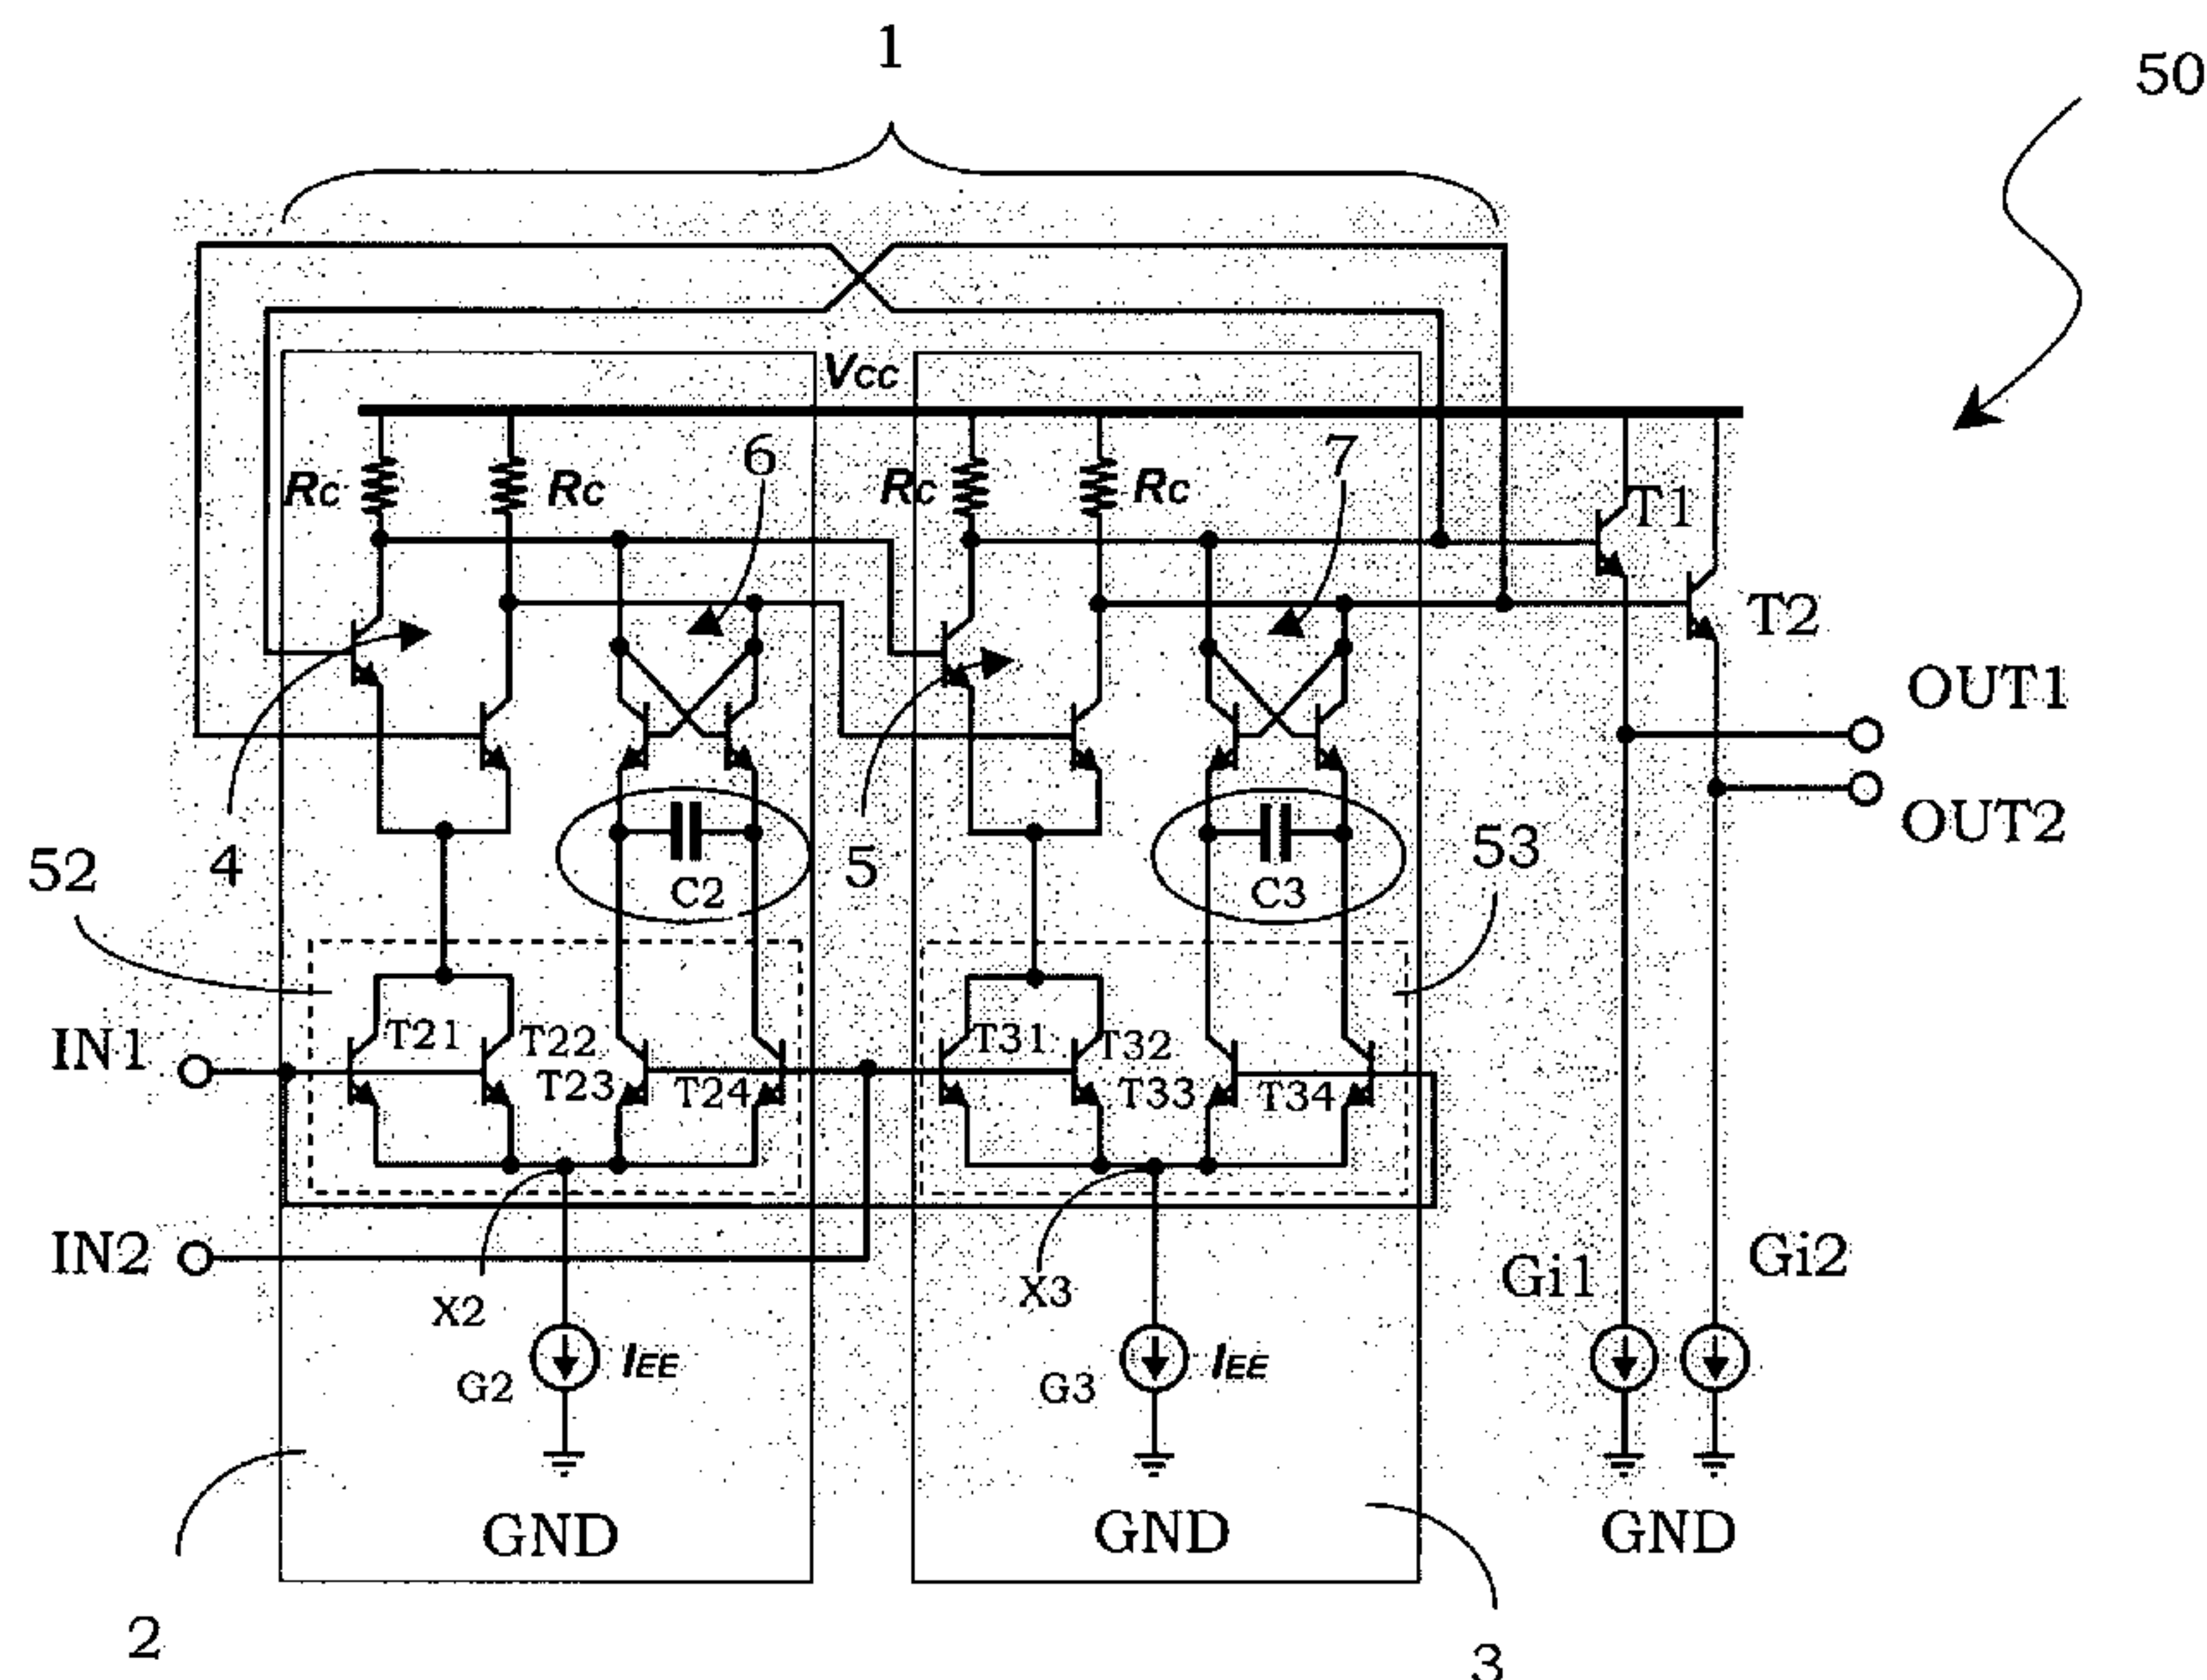 1
50
VCC
6
7
RC
RC
RC
RC
T1
T2
OUT1
OUT2
4
5
52
53
C2
C3
IN1
T21
T22
T23
T24
T31
T32
T33
T34
IN2
X2
X3
Gi1
Gi2
G2
IEE
G3
IEE
GND
GND
GND
2
3